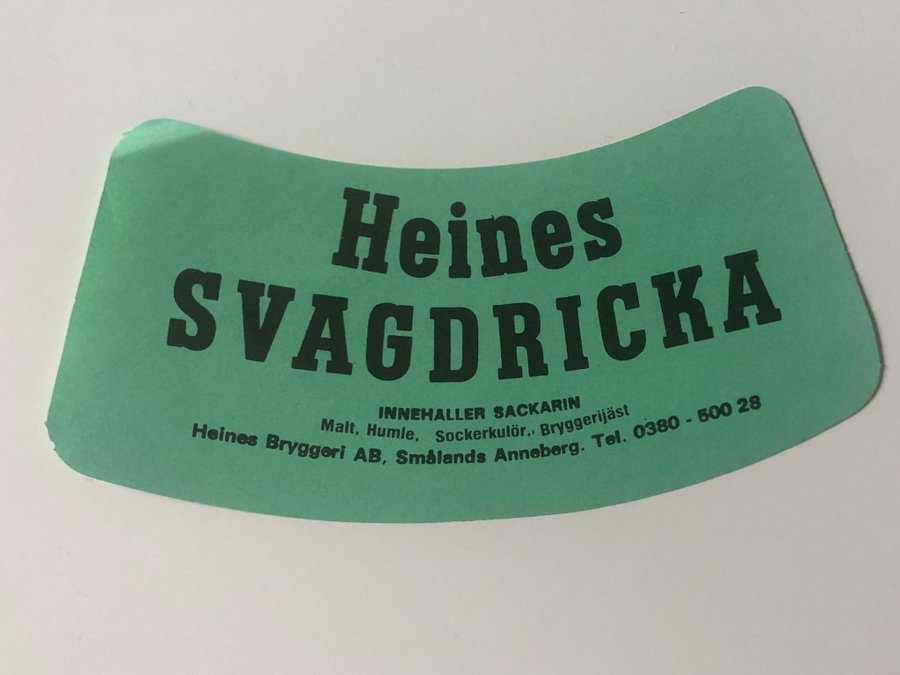 Heines
SVAGDRICKA
INNEHALLER SACKARIN
Malt, Humle, Sockerkulör,. Bryggerijäst
Heines Bryggeri AB, Smålands Anneberg. Tel. 0380 - 500 28